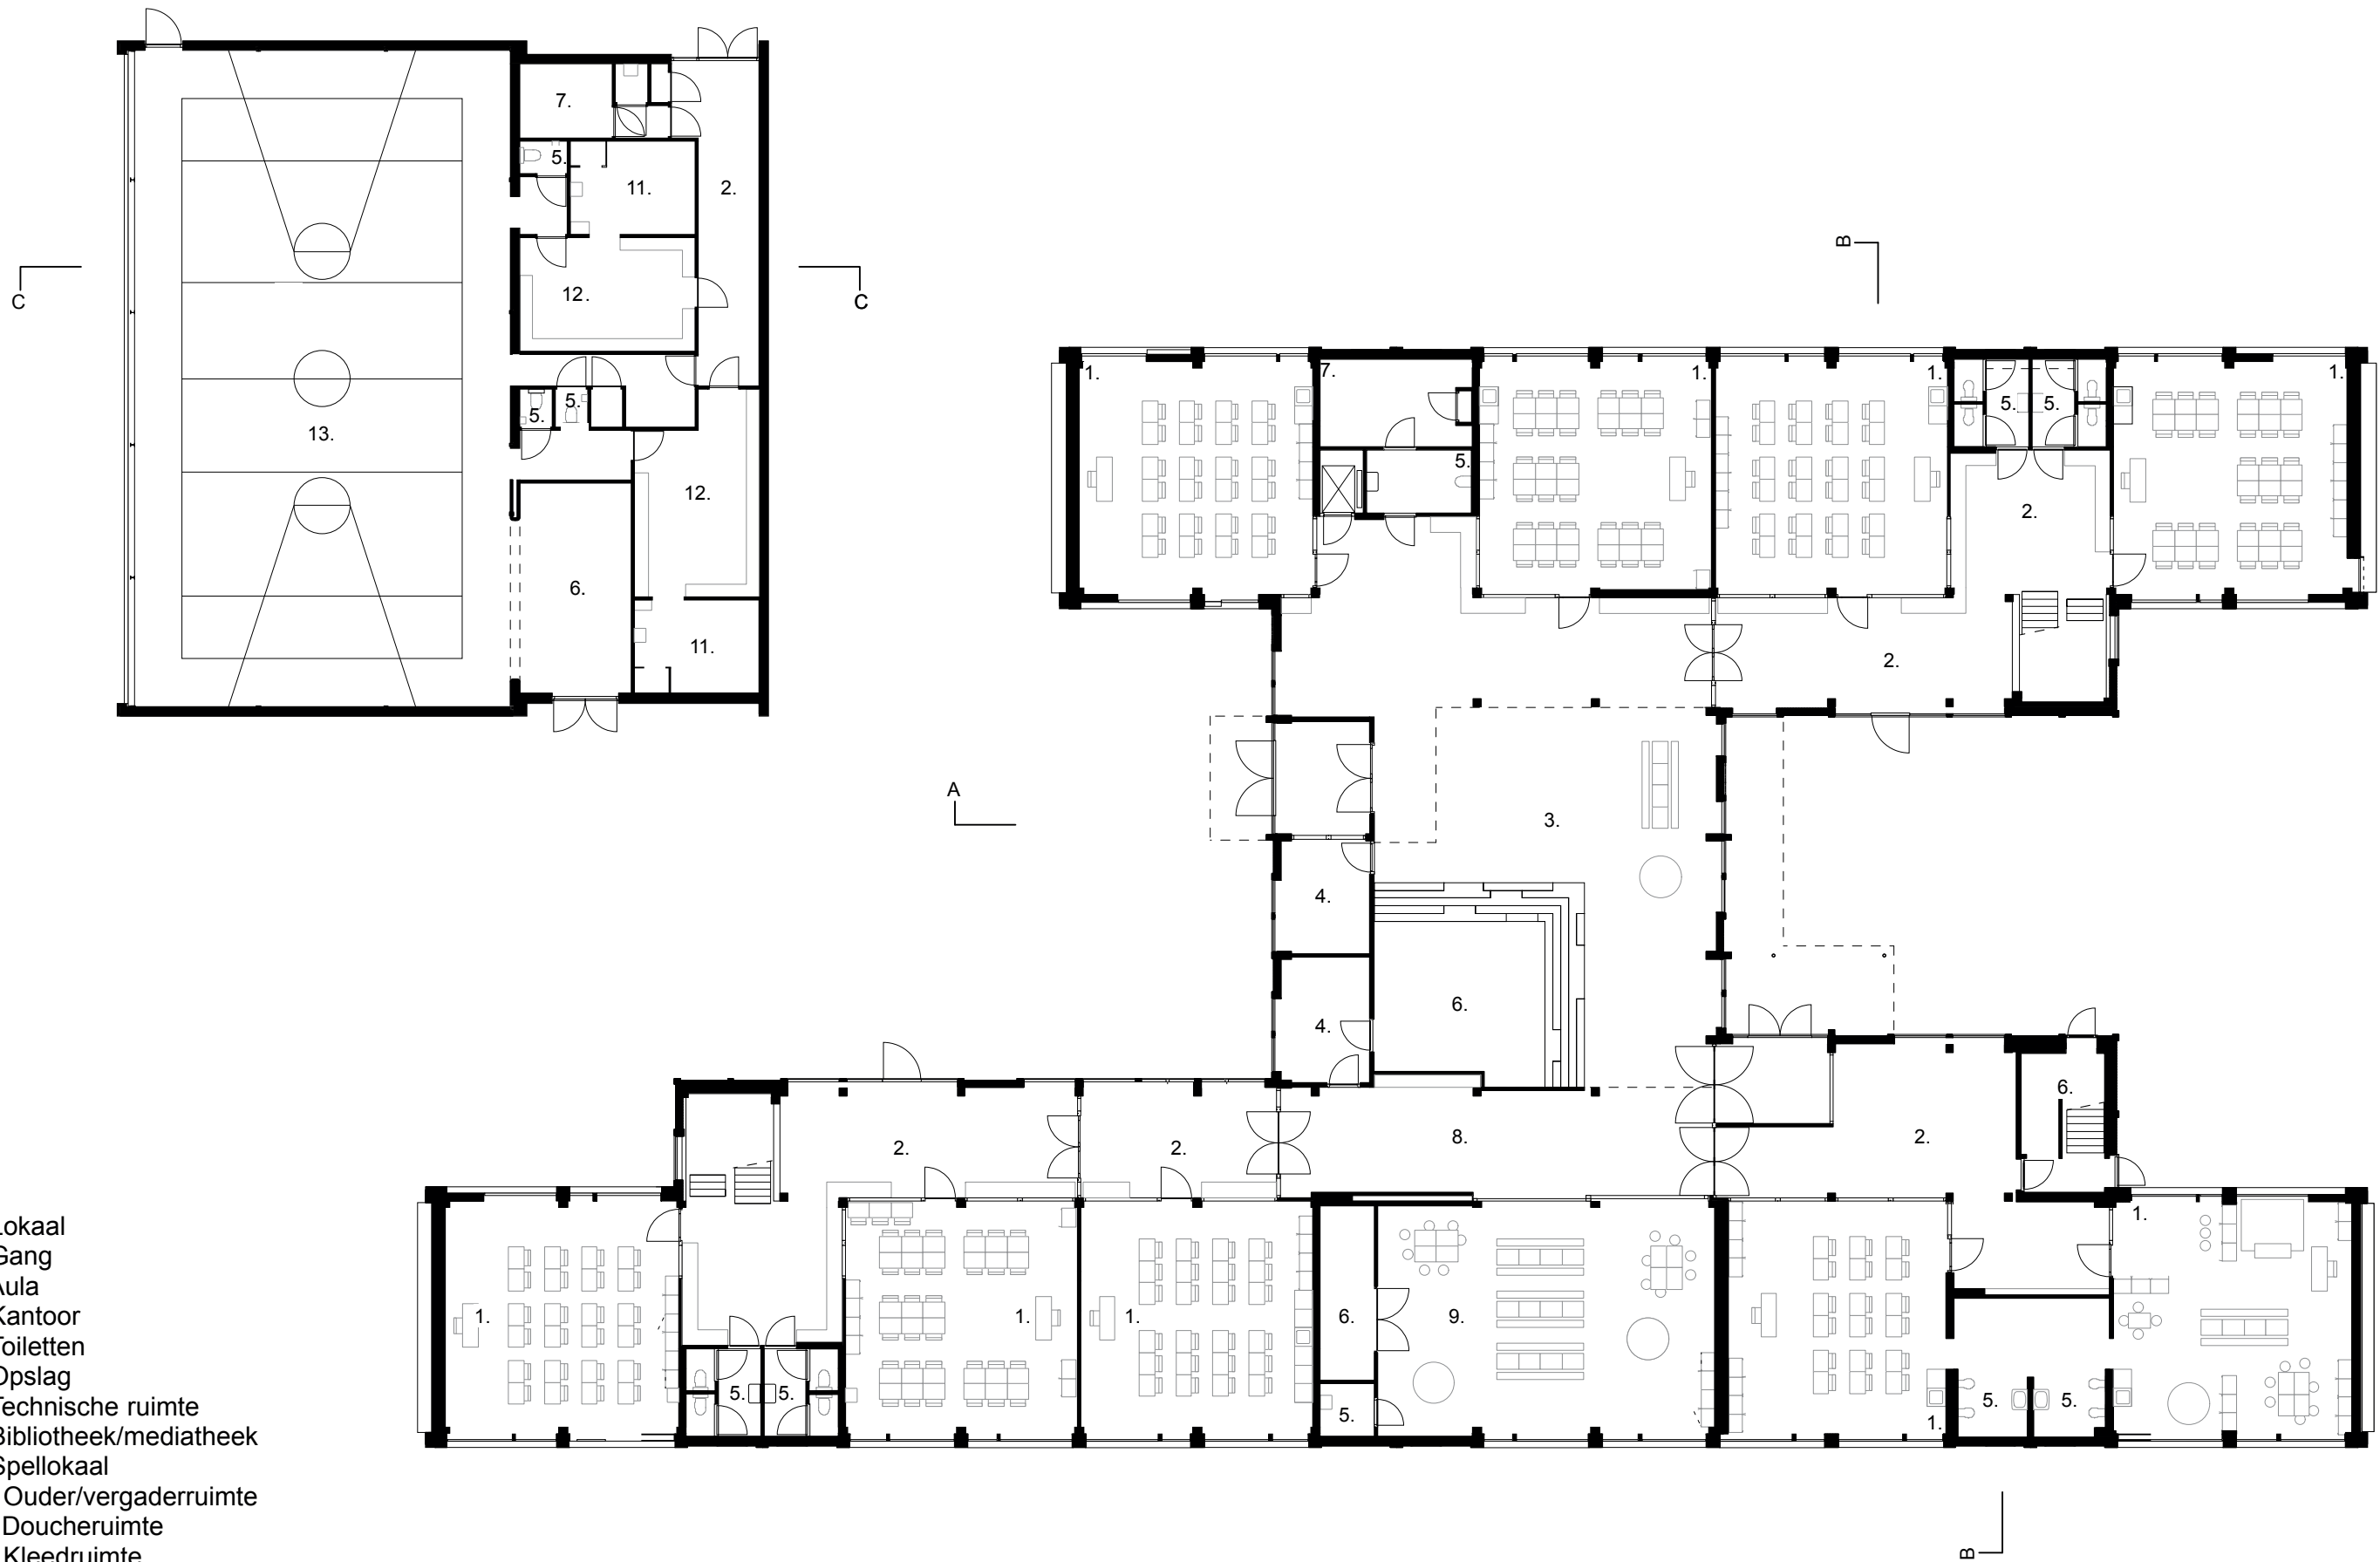 7.
5.
11.
2.
B
C
12.
C
1.
7.
1.
1.
1.
5.
5.
5.
5.
13.
5.
12.
2.
6.
11.
2.
A
3.
4.
6.
4.
6.
2.
2.
8.
2.
Lokaal
1.
Gang
Aula
Kantoor
1.
1.
1.
6.
9.
Toiletten
Opslag
5.
5.
5.
5.
5.
1.
Technische ruimte
Bibliotheek/mediatheek
Spellokaal
Ouder/vergaderruimte
Doucheruimte
Kleedruimte
B